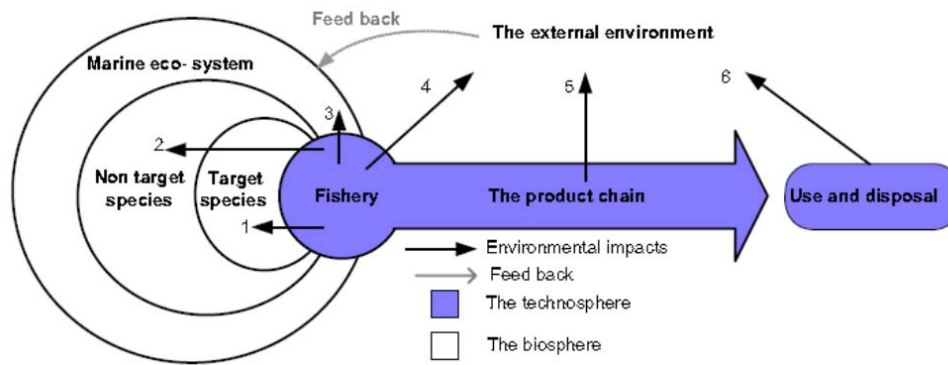 Feed back
The external environment
Marine eco- system
4
5
6
3
2
Non target
species
Target
species
Fishery
The product chain
Use and disposal
1
Environmental impacts
Feed back
The technosphere
The biosphere